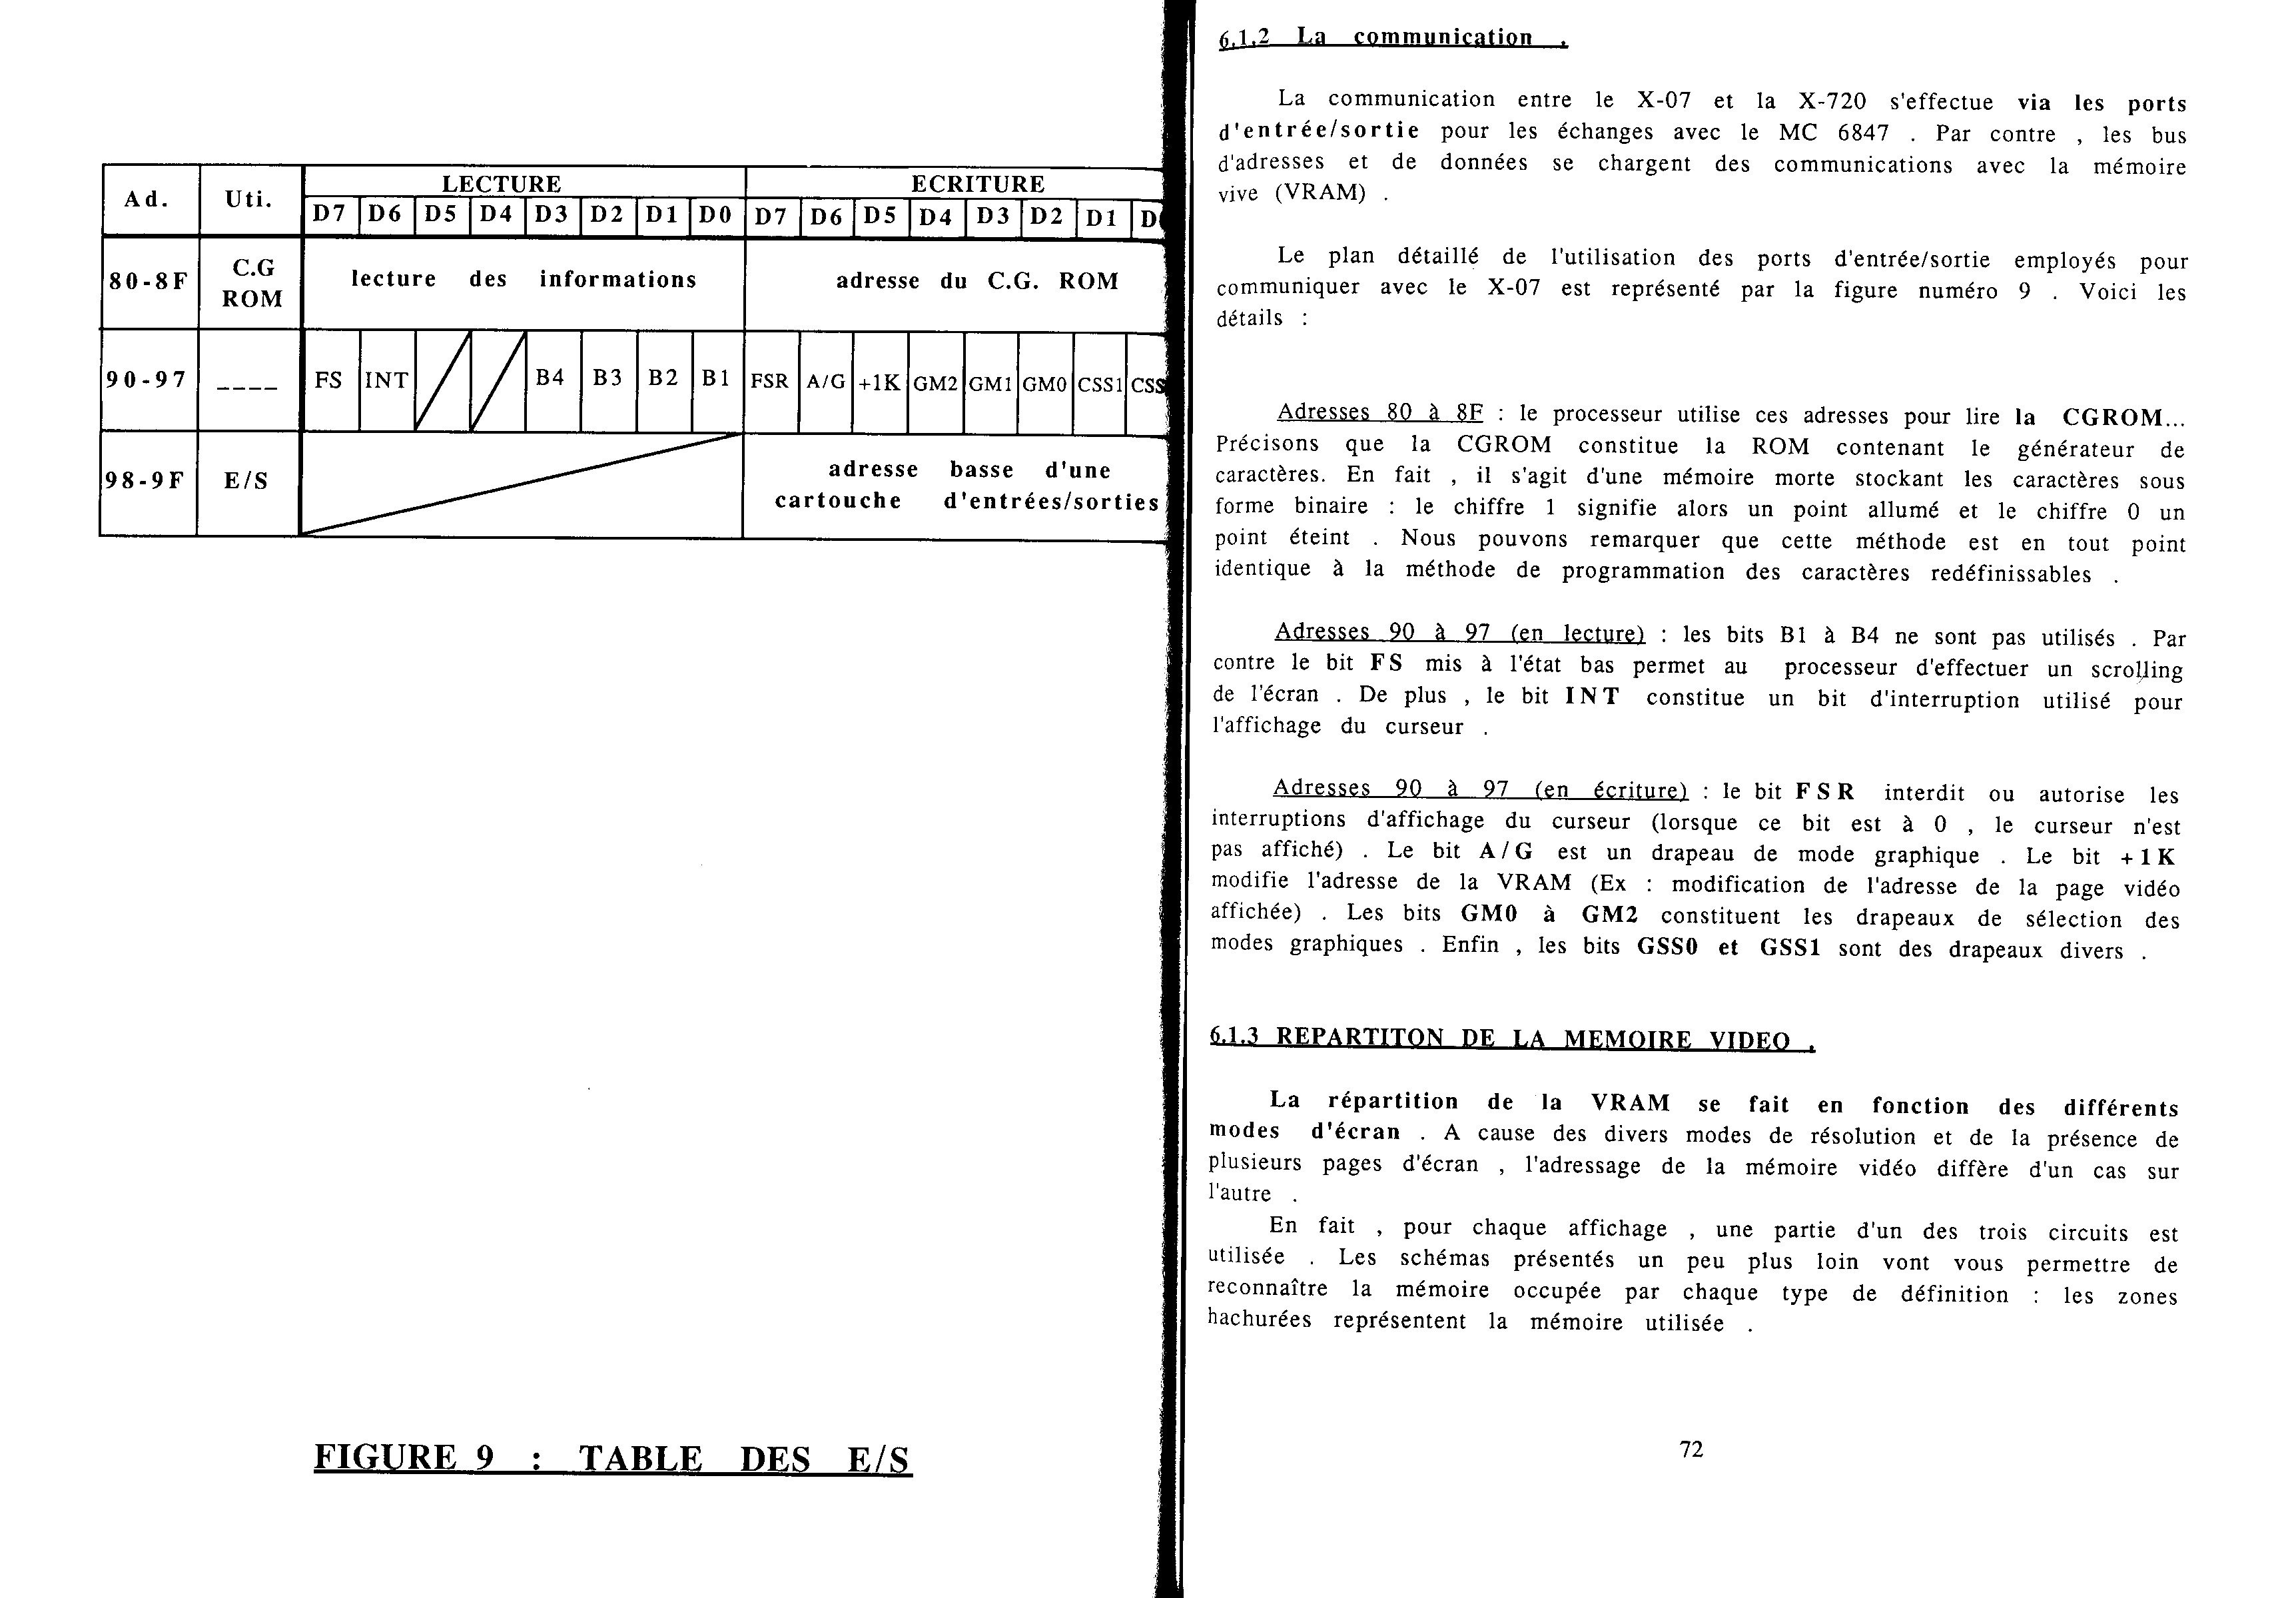 Ad. Uti. LECTURE ECRITURE
D7 D6 D5 D4 D3 D2 D1 D0 D7 D6 D5 D4 D3 D2 D1
80-8F C.G ROM lecture des informations adresse du C.G. ROM
90-97 ---- FS INT B4 B3 B2 B1 FSR A/G +1K GM2 GM1 GM0 CSS1
98-9F E/S adresse basse d'une
cartouche d'entrées/sorties
FIGURE 9 : TABLE DES E/S
6.1.2 La communication .
La communication entre le X-07 et la X-720 s'effectue via les ports
d'entrée/sortie pour les échanges avec le MC 6847 . Par contre , les bus
d'adresses et de données se chargent des communications avec la mémoire
vive (VRAM) .
Le plan détaillé de l'utilisation des ports d'entrée/sortie employés pour
communiquer avec le X-07 est représenté par la figure numéro 9 . Voici les
détails :
Adresses 80 à 8F : le processeur utilise ces adresses pour lire la CGROM...
Précisons que la CGROM constitue la ROM contenant le générateur de
caractères. En fait , il s'agit d'une mémoire morte stockant les caractères sous
forme binaire : le chiffre 1 signifie alors un point allumé et le chiffre 0 un
point éteint . Nous pouvons remarquer que cette méthode est en tout point
identique à la méthode de programmation des caractères redéfinissables .
Adresses 90 à 97 (en lecture) : les bits B1 à B4 ne sont pas utilisés . Par
contre le bit FS mis à l'état bas permet au processeur d'effectuer un scrolling
de l'écran . De plus , le bit INT constitue un bit d'interruption utilisé pour
l'affichage du curseur .
Adresses 90 à 97 (en écriture) : le bit FSR interdit ou autorise les
interruptions d'affichage du curseur (lorsque ce bit est à 0 , le curseur n'est
pas affiché) . Le bit A/G est un drapeau de mode graphique . Le bit +1K
modifie l'adresse de la VRAM (Ex : modification de l'adresse de la page vidéo
affichée) . Les bits GM0 à GM2 constituent les drapeaux de sélection des
modes graphiques . Enfin , les bits GSS0 et GSS1 sont des drapeaux divers .
6.1.3 REPARTITON DE LA MEMOIRE VIDEO .
La répartition de la VRAM se fait en fonction des différents
modes d'écran . A cause des divers modes de résolution et de la présence de
plusieurs pages d'écran , l'adressage de la mémoire vidéo diffère d'un cas sur
l'autre .
En fait , pour chaque affichage , une partie d'un des trois circuits est
utilisée . Les schémas présentés un peu plus loin vont vous permettre de
reconnaître la mémoire occupée par chaque type de définition : les zones
hachurées représentent la mémoire utilisée .
72